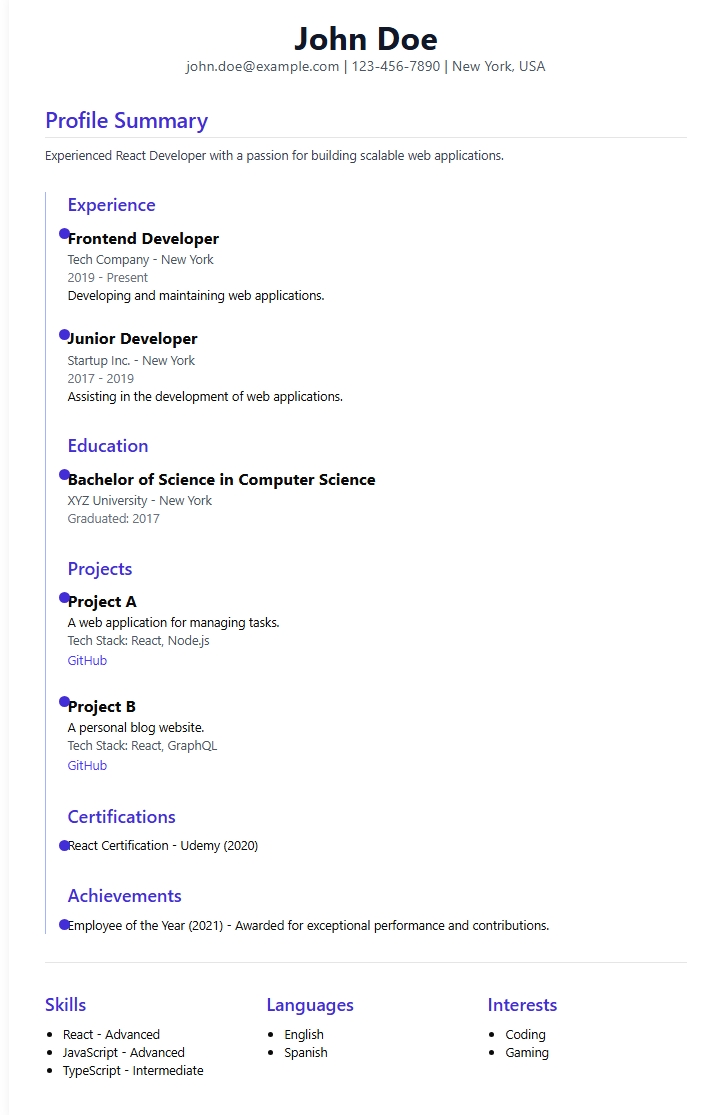 John Doe
john.doe@example.com | 123-456-7890 | New York, USA
Profile Summary
Experienced React Developer with a passion for building scalable web applications.
Experience
Frontend Developer
Tech Company - New York
2019 - Present
Developing and maintaining web applications.
Junior Developer
Startup Inc. - New York
2017 - 2019
Assisting in the development of web applications.
Education
Bachelor of Science in Computer Science
XYZ University - New York
Graduated: 2017
Projects
Project A
A web application for managing tasks.
Tech Stack: React, Node.js
GitHub
Project B
A personal blog website.
Tech Stack: React, GraphQL
GitHub
Certifications
React Certification - Udemy (2020)
Achievements
Employee of the Year (2021) - Awarded for exceptional performance and contributions.
Skills
React - Advanced
JavaScript - Advanced
TypeScript - Intermediate
Languages
English
Spanish
Interests
Coding
Gaming